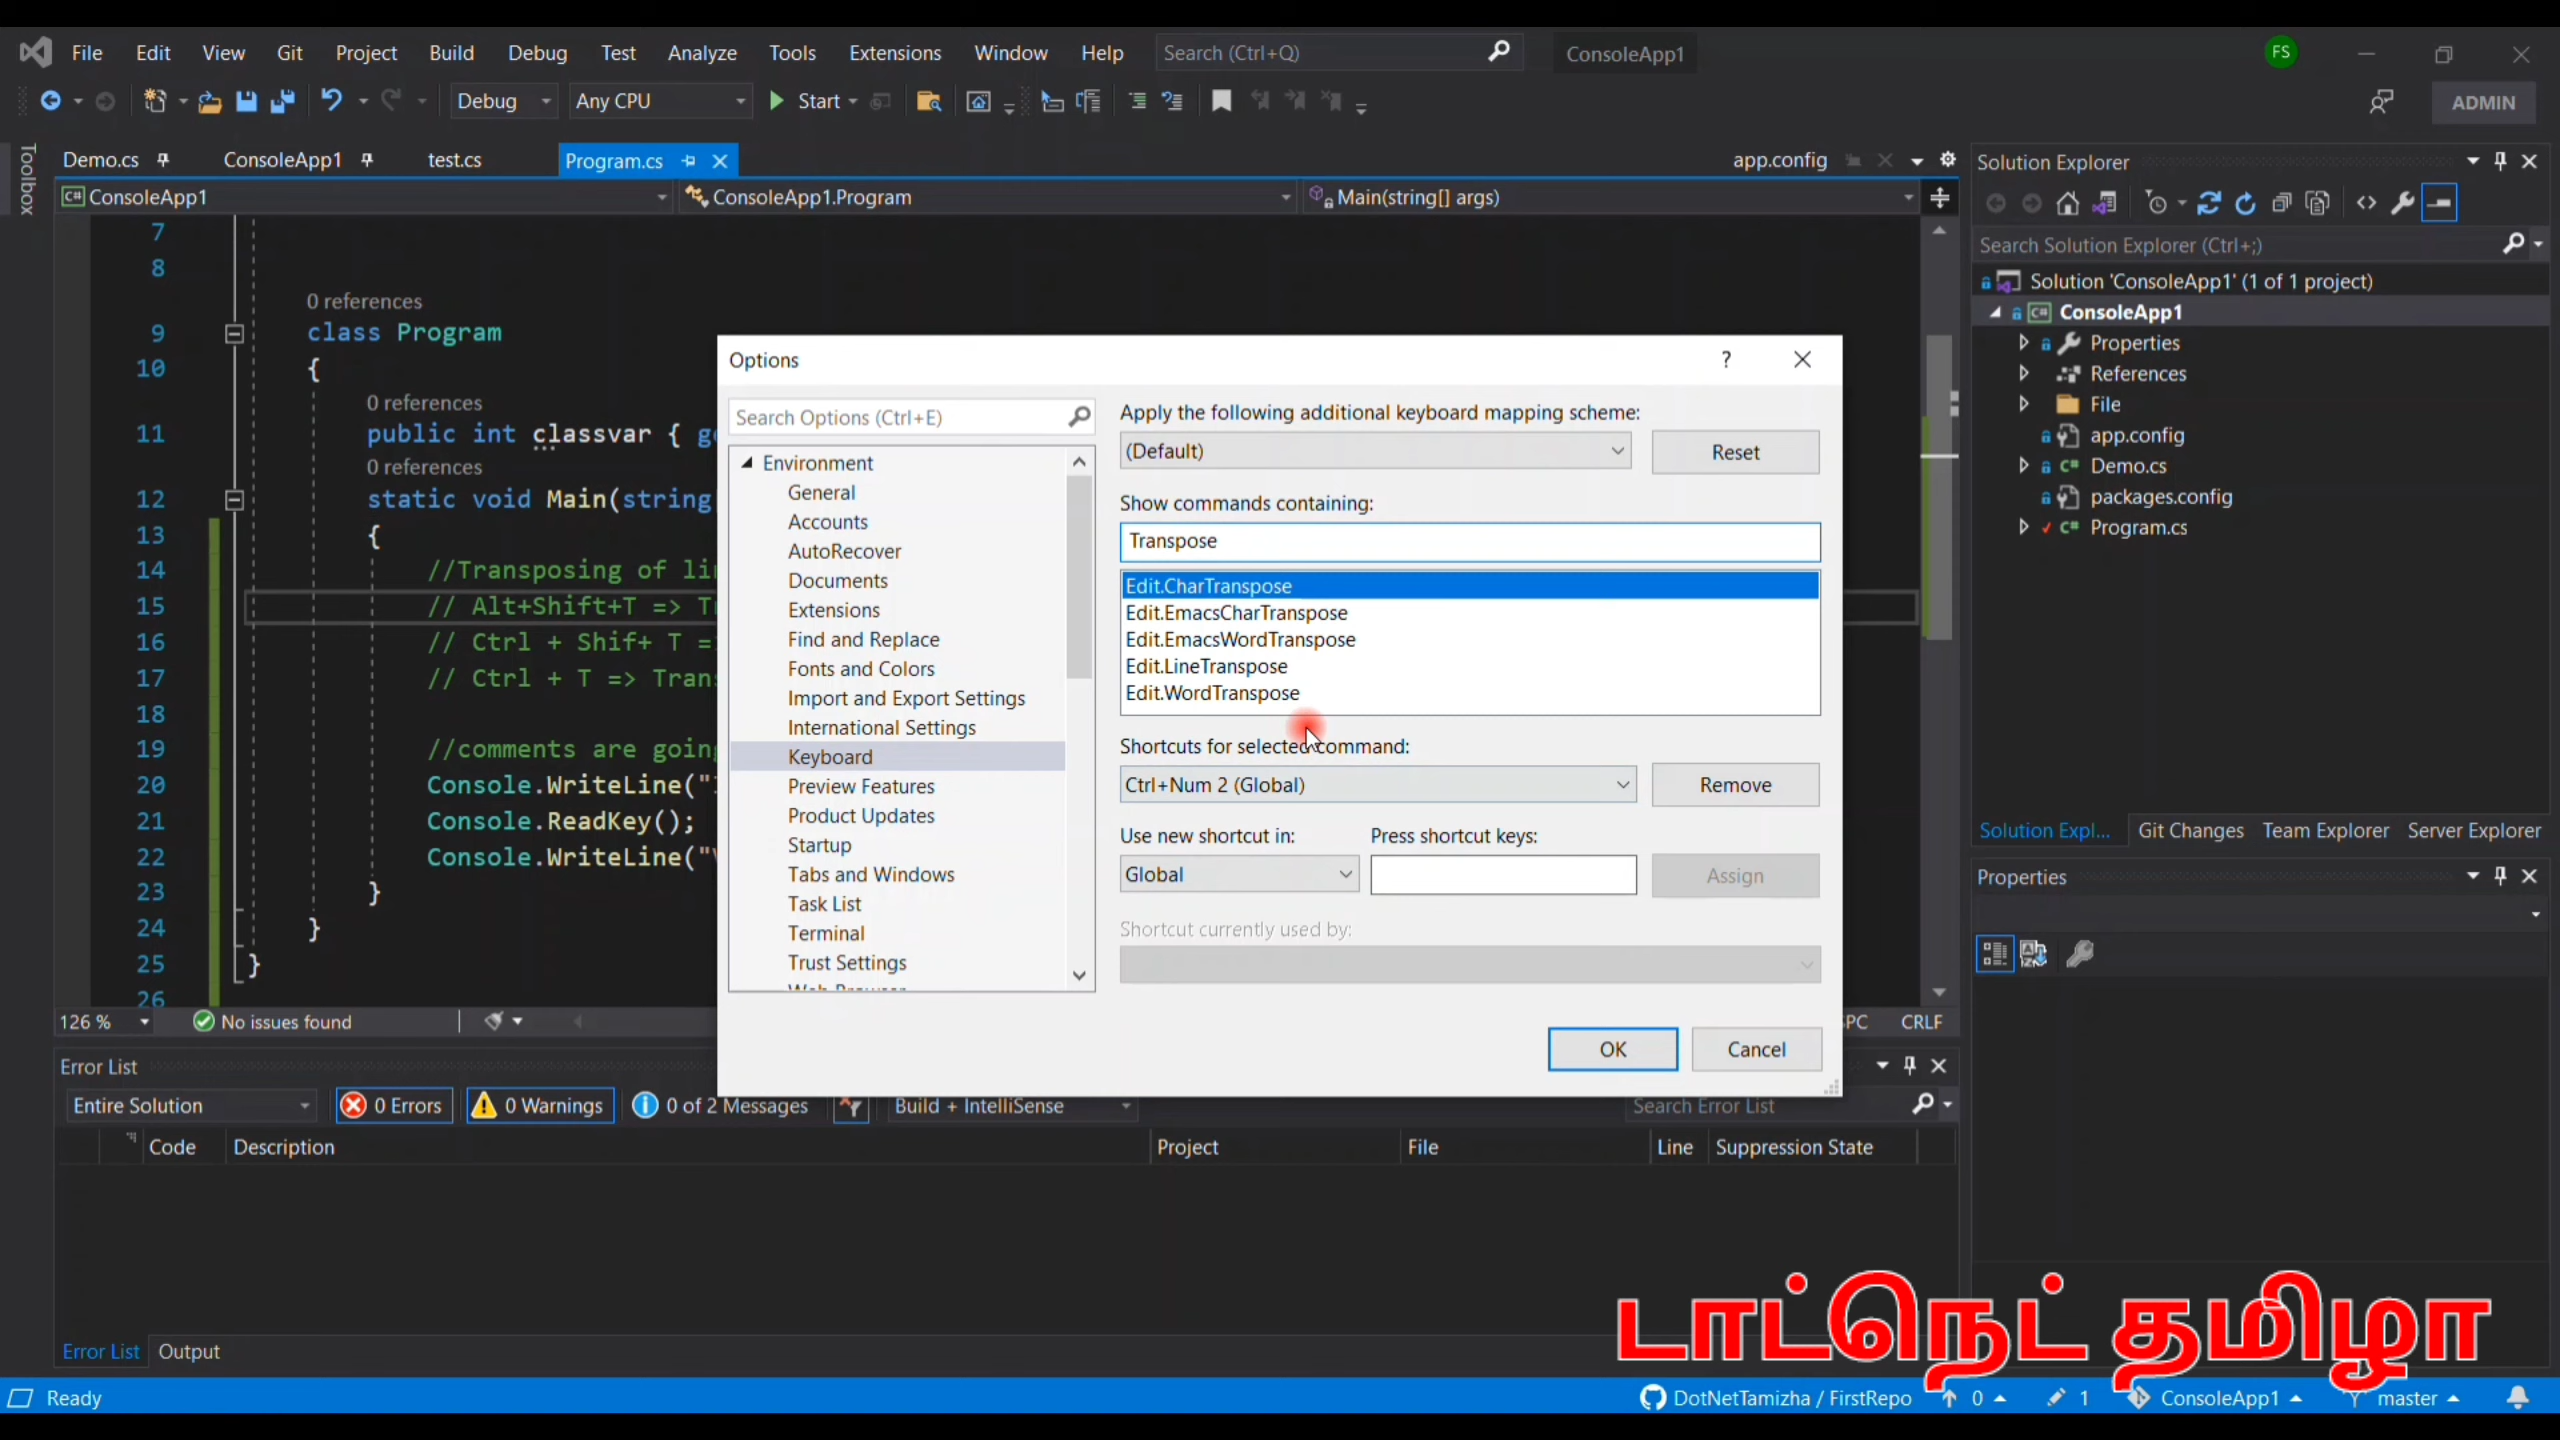 File Edit View Git Project Build Debug Test Analyze Tools Extensions Window Help Search (Ctrl+Q) ConsoleApp1 FS
Debug Any CPU Start ADMIN
Toolbox
Demo.cs ConsoleApp1 test.cs Program.cs app.config
ConsoleApp1 ConsoleApp1.Program Main(string[] args)
7
8
0 references
9 class Program
10 {
0 references
11 public int classvar {
0 references
12 static void Main(string
13 {
14 //Transposing of
15 // Alt+Shift+T =>
16 // Ctrl + Shif+ T
17 // Ctrl + T =>
18
19 //comments are
20 Console.WriteLine("
21 Console.ReadKey();
22 Console.WriteLine("
23 }
24 }
25 }
26
126 % No issues found CRLF
Options ?
Search Options (Ctrl+E)
Environment
General
Accounts
AutoRecover
Documents
Extensions
Find and Replace
Fonts and Colors
Import and Export Settings
International Settings
Keyboard
Preview Features
Product Updates
Startup
Tabs and Windows
Task List
Terminal
Trust Settings
Apply the following additional keyboard mapping scheme:
(Default) Reset
Show commands containing:
Transpose
Edit.CharTranspose
Edit.EmacsCharTranspose
Edit.EmacsWordTranspose
Edit.LineTranspose
Edit.WordTranspose
Shortcuts for selected command:
Ctrl+Num 2 (Global) Remove
Use new shortcut in: Press shortcut keys:
Global Assign
Shortcut currently used by:
OK Cancel
Solution Explorer
Search Solution Explorer (Ctrl+;)
Solution 'ConsoleApp1' (1 of 1 project)
ConsoleApp1
Properties
References
File
app.config
Demo.cs
packages.config
Program.cs
Solution Expl... Git Changes Team Explorer Server Explorer
Properties
Error List
Entire Solution 0 Errors 0 Warnings 0 of 2 Messages Build + IntelliSense Search Error List
Code Description Project File Line Suppression State
Error List Output
டாட்நெட் தமிழா
Ready DotNetTamizha / FirstRepo 0 1 ConsoleApp1 master